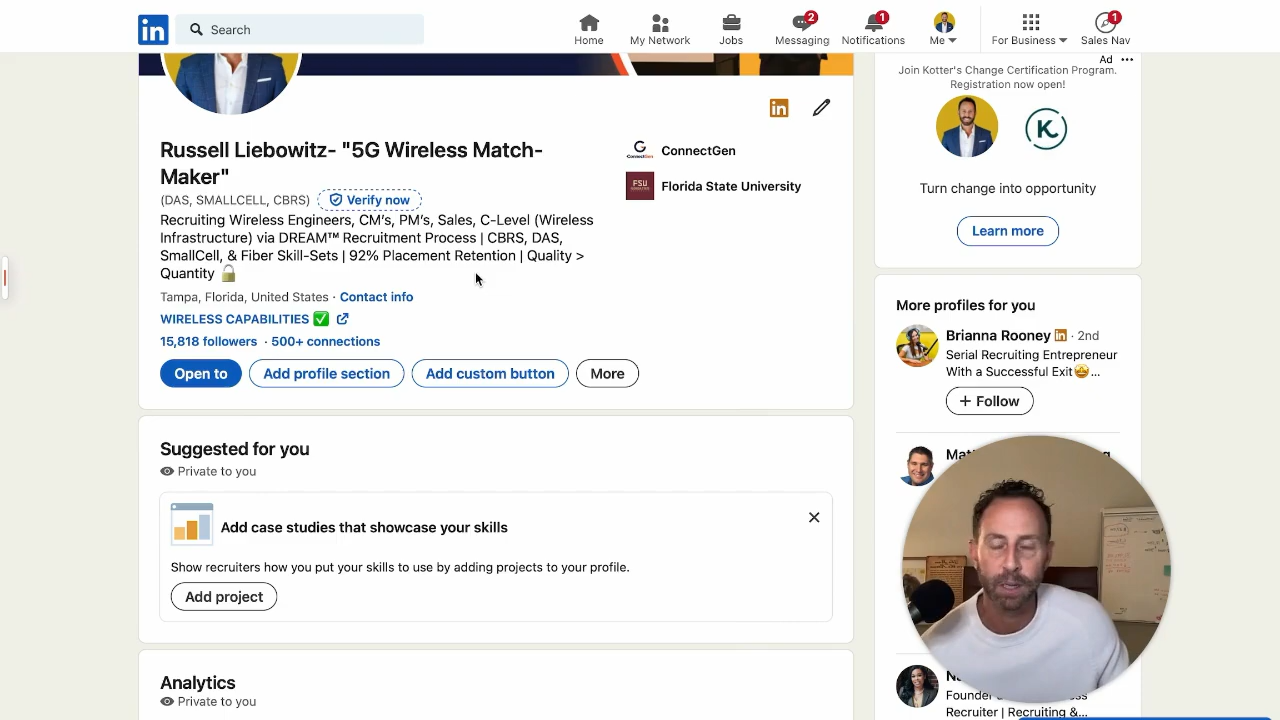 in
Search
Home
My Network
Jobs
2
Messaging
1
Notifications
Me
For Business
1
Sales Nav
Ad
Join Kotter's Change Certification Program.
Registration now open!
K
Turn change into opportunity
Learn more
in
Russell Liebowitz- "5G Wireless Match-
Maker"
(DAS, SMALLCELL, CBRS) Verify now
Recruiting Wireless Engineers, CM's, PM's, Sales, C-Level (Wireless
Infrastructure) via DREAM™ Recruitment Process | CBRS, DAS,
SmallCell, & Fiber Skill-Sets | 92% Placement Retention | Quality >
Quantity 🔒
Tampa, Florida, United States · Contact info
WIRELESS CAPABILITIES ✅
15,818 followers · 500+ connections
Open to
Add profile section
Add custom button
More
ConnectGen
ConnectGen
FSU
Florida State University
More profiles for you
Brianna Rooney in · 2nd
Serial Recruiting Entrepreneur
With a Successful Exit🤩...
+ Follow
Suggested for you
Private to you
Add case studies that showcase your skills
Show recruiters how you put your skills to use by adding projects to your profile.
Add project
Analytics
Private to you
Recruiter | Recruiting &...